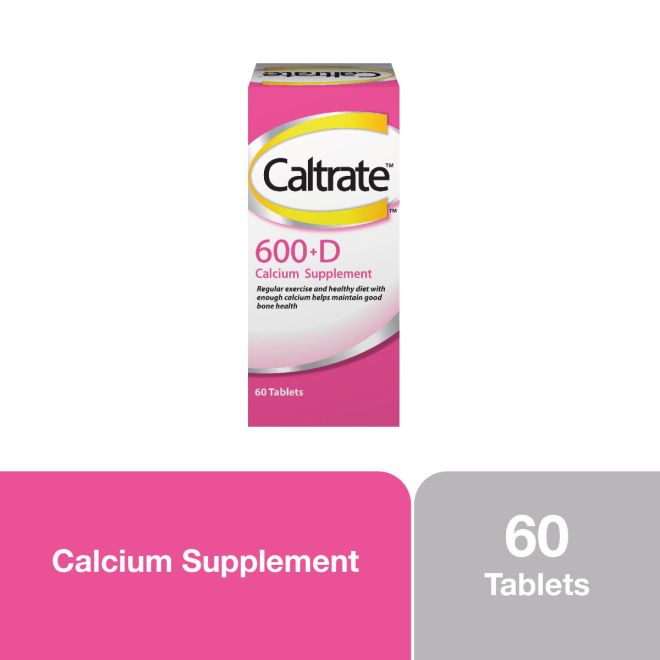 Caltrate
Caltrate™
™
600+D
Calcium Supplement
Regular exercise and healthy diet with
enough calcium helps maintain good
bone health
60 Tablets
Calcium Supplement
60
Tablets